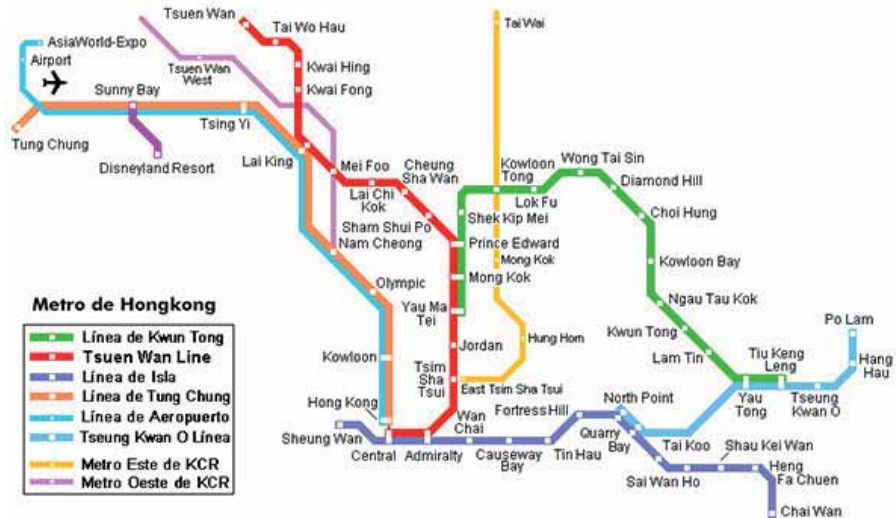 Tsuen Wan
Tai Wo Hau
Tai Wai
AsiaWorld-Expo
Airport
Tsuen Wan
West
Kwai Hing
Kwai Fong
Sunny Bay
Tsing Yi
Tung Chung
Disneyland Resort
Lai King
Mei Foo
Cheung
Sha Wan
Lai Chi
Kok
Kowloon
Tong
Wong Tai Sin
Lok Fu
Diamond Hill
Shek Kip Mei
Choi Hung
Sham Shui Po
Nam Cheong
Prince Edward
Mong Kok
Kowloon Bay
Mong Kok
Olympic
Ngau Tau Kok
Yau Ma
Tei
Kwun Tong
Po Lam
Hung Hom
Jordan
Lam Tin
Tiu Keng
Leng
Hang
Hau
Kowloon
Tsim
Sha
Tsui
East Tsim Sha Tsui
Yau
Tong
Tseung
Kwan O
Hong Kong
Wan
Chai
Fortress Hill
North Point
Sheung Wan
Central
Admiralty
Causeway
Bay
Tin Hau
Quarry
Bay
Tai Koo
Shau Kei Wan
Sai Wan Ho
Heng
Fa Chuen
Chai Wan
Metro de Hongkong
Línea de Kwun Tong
Tsuen Wan Line
Línea de Isla
Línea de Tung Chung
Línea de Aeropuerto
Tseung Kwan O Línea
Metro Este de KCR
Metro Oeste de KCR